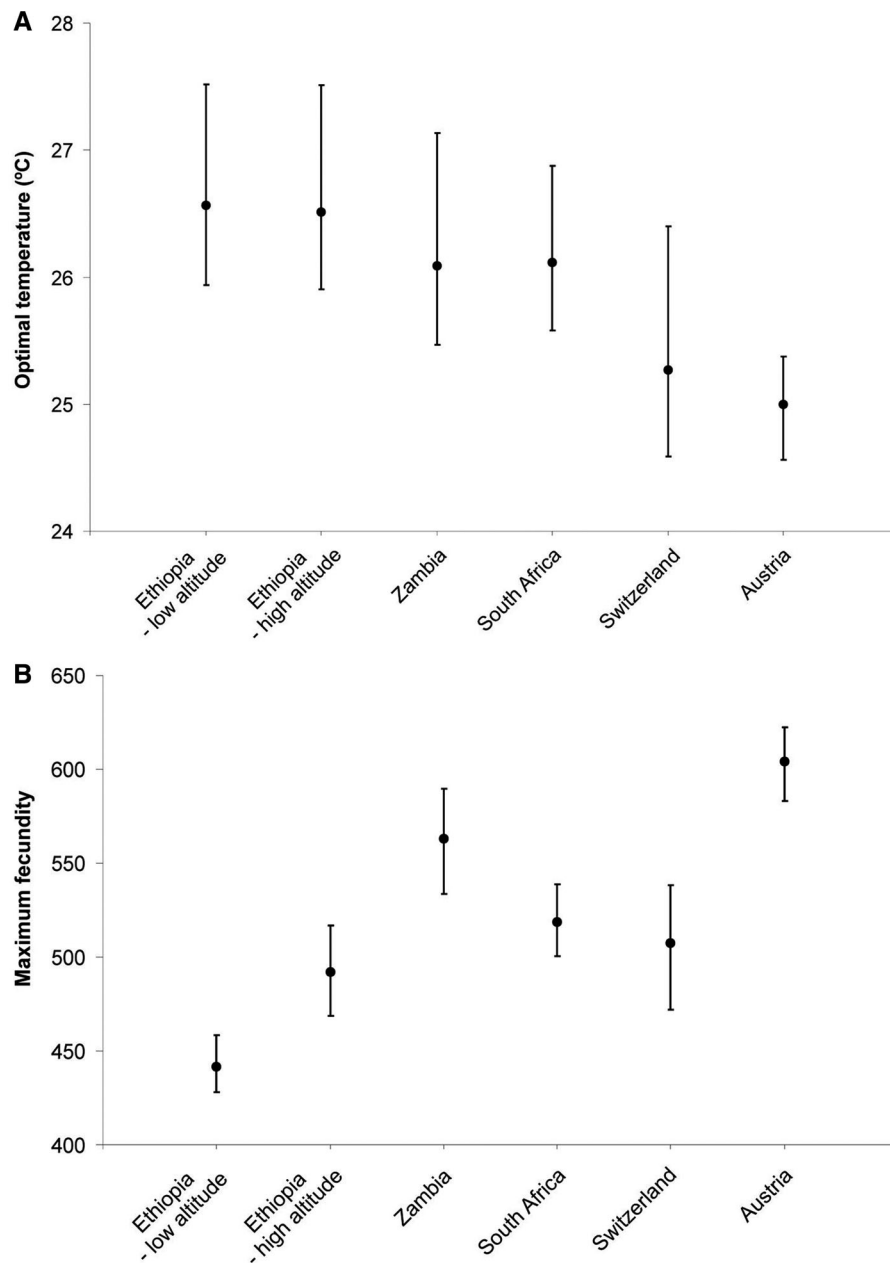 A
28
27
26
25
24
Optimal temperature (ºC)
Ethiopia
- low altitude
Ethiopia
- high altitude
Zambia
South Africa
Switzerland
Austria
B
650
600
550
500
450
400
Maximum fecundity
Ethiopia
- low altitude
Ethiopia
- high altitude
Zambia
South Africa
Switzerland
Austria